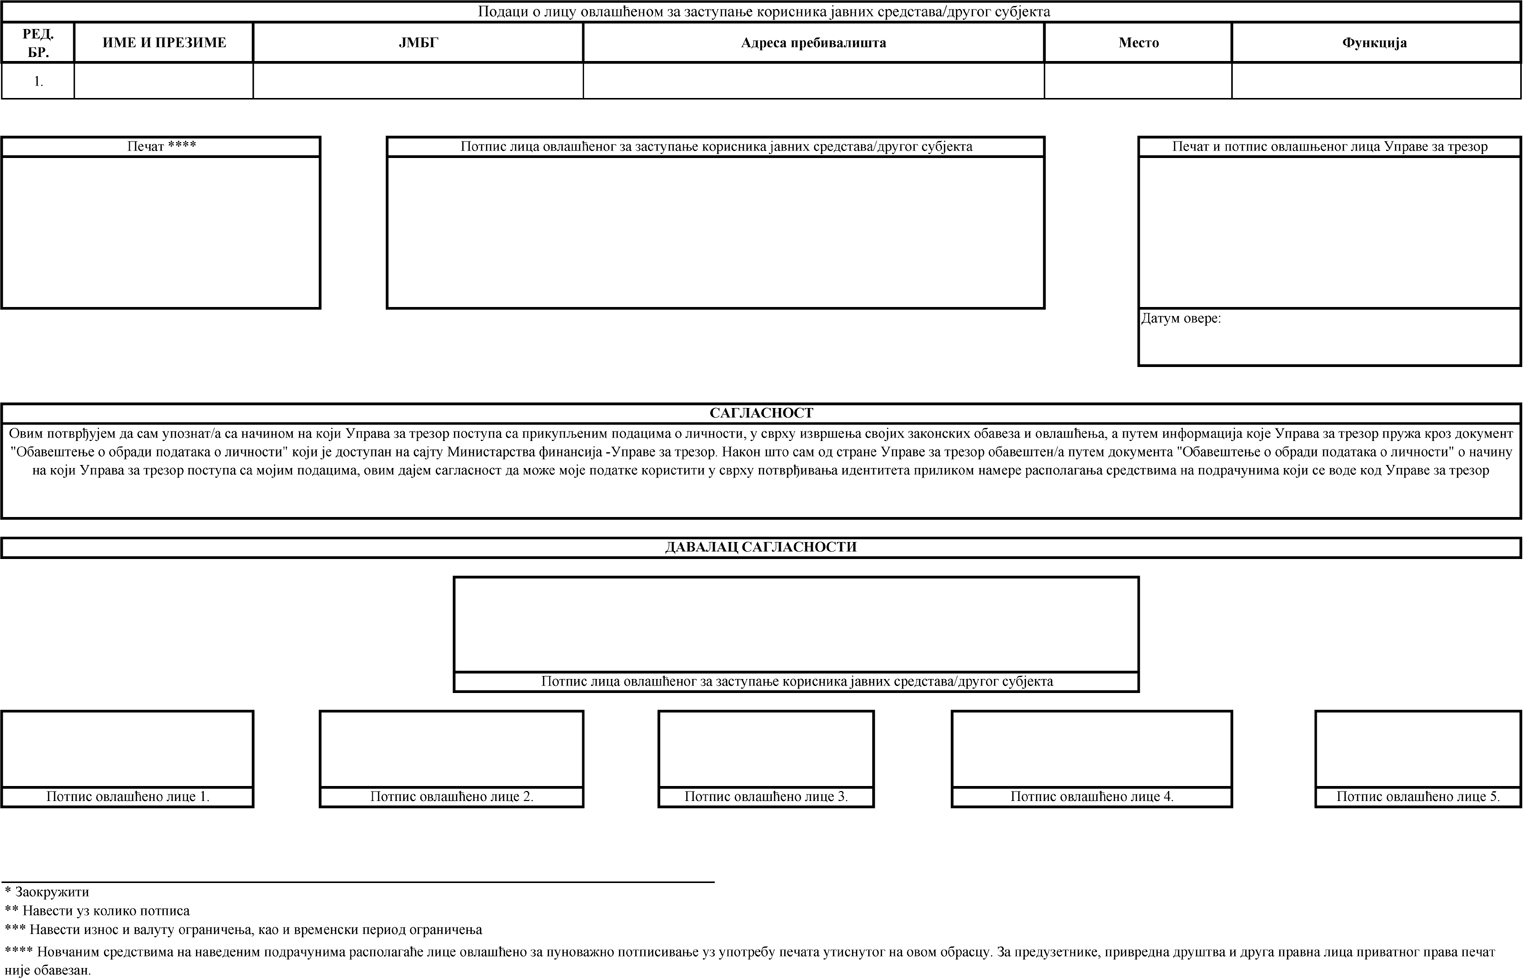 Подаци о лицу овлашћеном за заступање корисника јавних средстава/другог субјекта
РЕД. БР. ИМЕ И ПРЕЗИМЕ ЈМБГ Адреса пребивалишта Место Функција
1.
Печат **** Потпис лица овлашћеног за заступање корисника јавних средстава/другог субјекта Печат и потпис овлашњеног лица Управе за трезор
Датум овере:
САГЛАСНОСТ
Овим потврђујем да сам упознат/а са начином на који Управа за трезор поступа са прикупљеним подацима о личности, у сврху извршења својих законских обавеза и овлашћења, а путем информација које Управа за трезор пружа кроз документ
"Обавештење о обради података о личности" који је доступан на сајту Министарства финансија -Управе за трезор. Након што сам од стране Управе за трезор обавештен/а путем документа "Обавештење о обради података о личности" о начину
на који Управа за трезор поступа са мојим подацима, овим дајем сагласност да може моје податке користити у сврху потврђивања идентитета приликом намере располагања средствима на подрачунима који се воде код Управе за трезор
ДАВАЛАЦ САГЛАСНОСТИ
Потпис лица овлашћеног за заступање корисника јавних средстава/другог субјекта
Потпис овлашћено лице 1. Потпис овлашћено лице 2. Потпис овлашћено лице 3. Потпис овлашћено лице 4. Потпис овлашћено лице 5.
* Заокружити
** Навести уз колико потписа
*** Навести износ и валуту ограничења, као и временски период ограничења
**** Новчаним средствима на наведеним подрачунима располагаће лице овлашћено за пуноважно потписивање уз употребу печата утиснутог на овом обрасцу. За предузетнике, привредна друштва и друга правна лица приватног права печат
није обавезан.